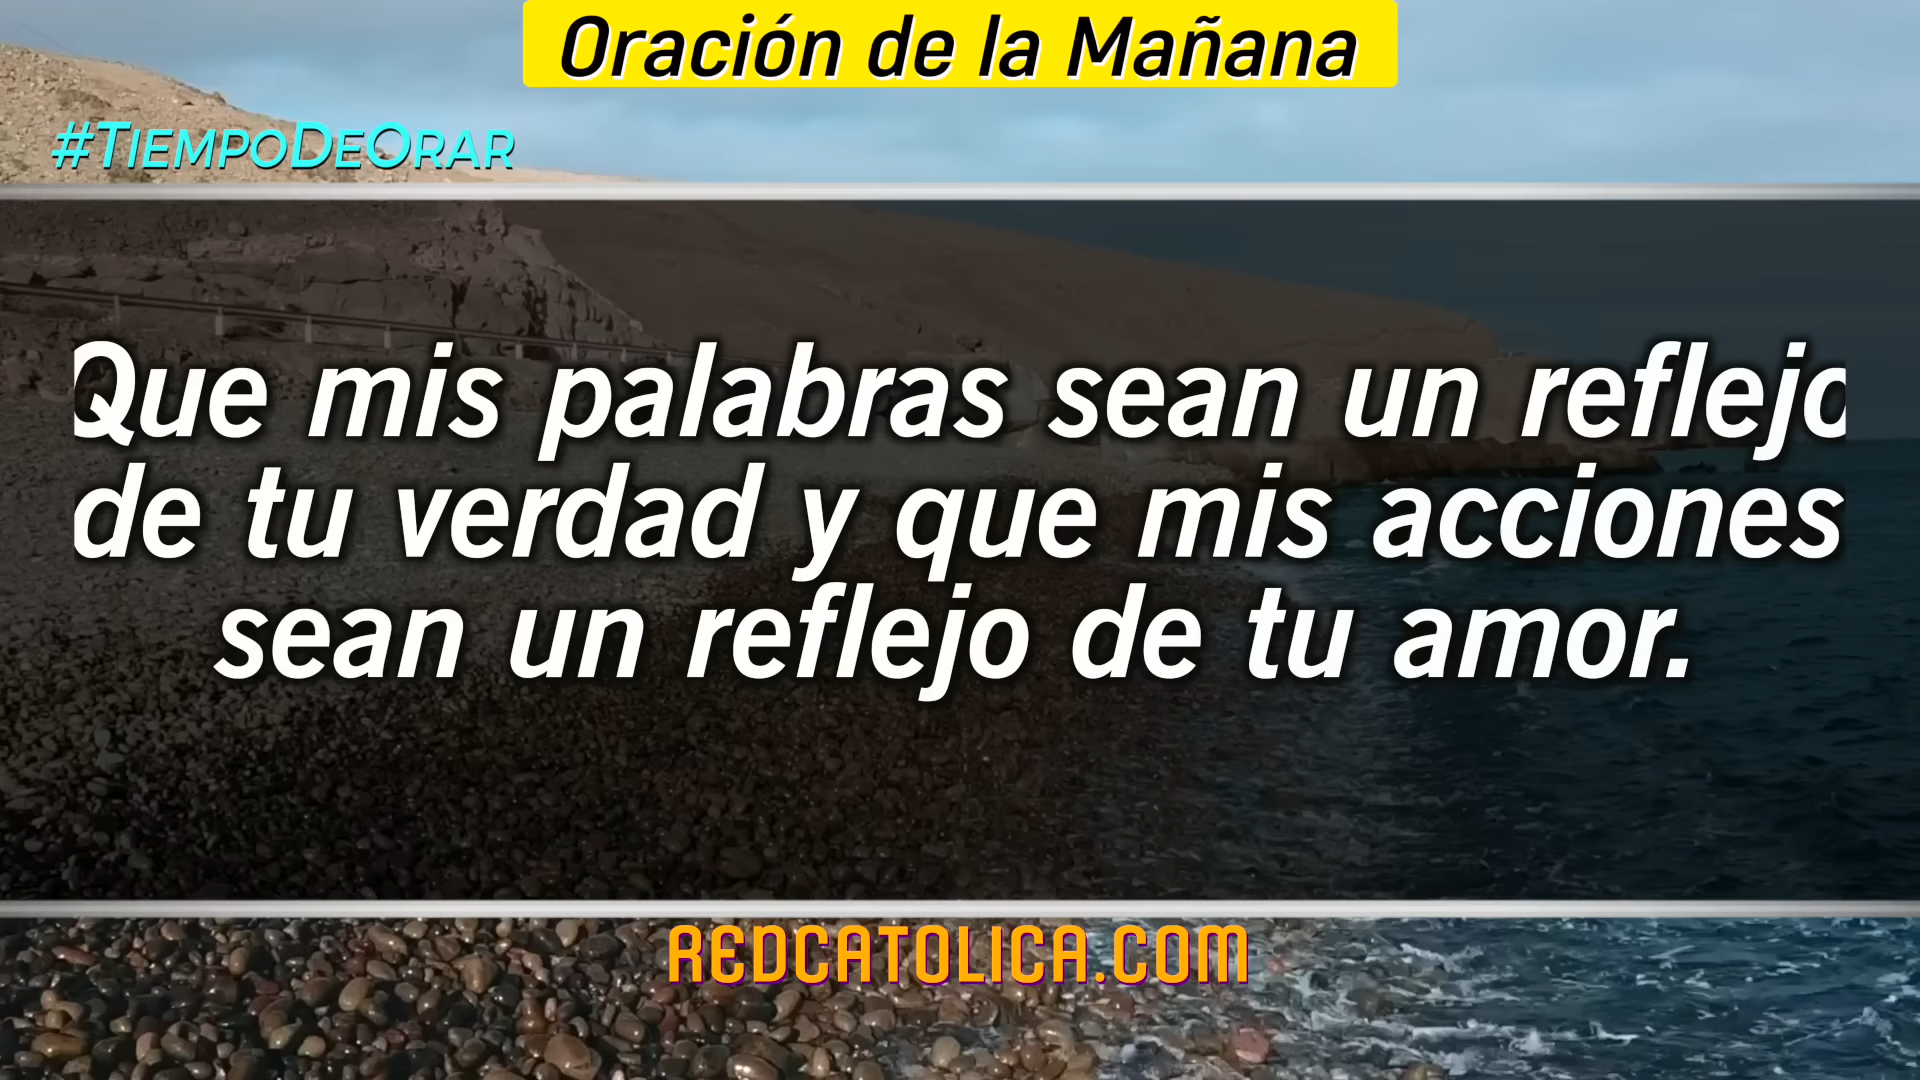 Oración de la Mañana
#TiempoDeOrar
Que mis palabras sean un reflejo
de tu verdad y que mis acciones
sean un reflejo de tu amor.
REDCATOLICA.COM